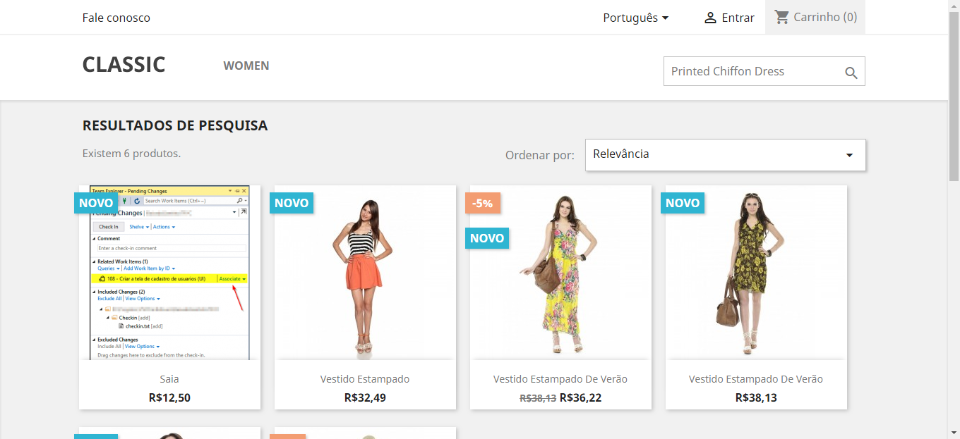 Fale conosco
Português
Entrar
Carrinho (0)
CLASSIC
WOMEN
Printed Chiffon Dress
RESULTADOS DE PESQUISA
Existem 6 produtos.
Ordenar por:
Relevância
NOVO
Team Explorer - Pending Changes
Search Work Items (Ctrl+;)
Pending Changes
Check In
Shelve
Actions
Comment
Enter a check-in comment
Related Work Items (1)
Queries | Add Work Item by ID
108 - Criar a tela de cadastro de usuarios (UI)
Associate
Included Changes (2)
Exclude All | View Options
Checkin [add]
checkin.txt [add]
Excluded Changes
Include All | View Options
Drag changes here to exclude from the check-in.
Saia
R$12,50
NOVO
Vestido Estampado
R$32,49
-5%
NOVO
Vestido Estampado De Verão
R$38,13 R$36,22
NOVO
Vestido Estampado De Verão
R$38,13